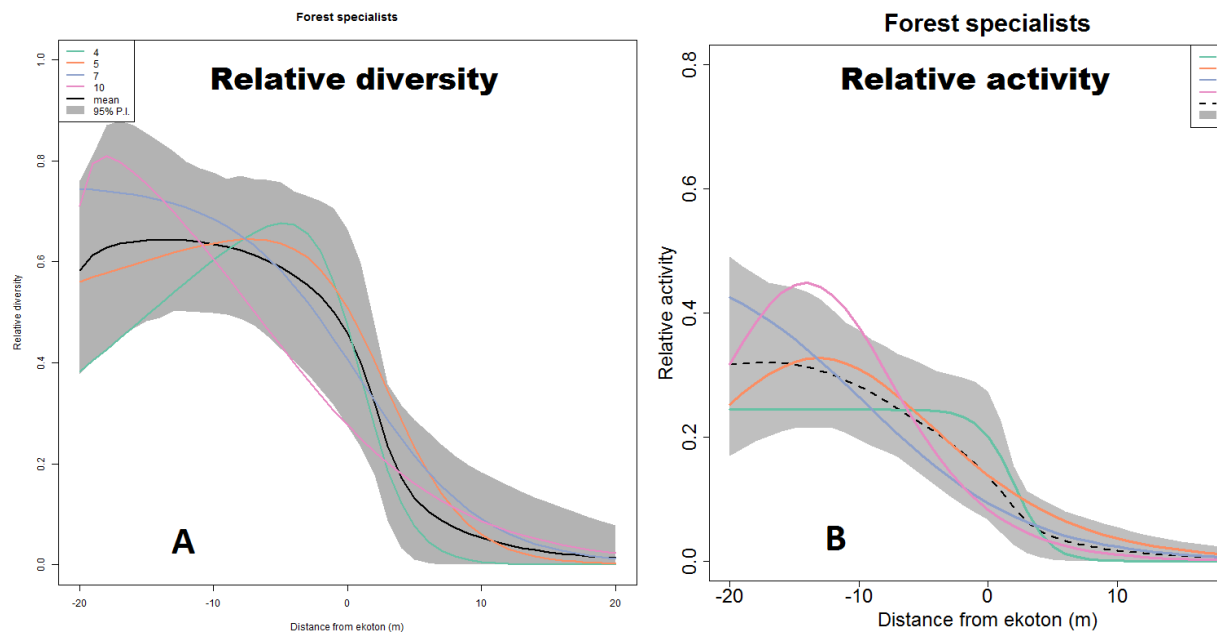 Forest specialists
Relative diversity
4
5
7
10
mean
95% P.I.
1.0
0.8
0.6
0.4
0.2
0.0
Relative diversity
A
-20 -10 0 10 20
Distance from ekoton (m)
Forest specialists
Relative activity
0.8
0.6
0.4
0.2
0.0
Relative activity
B
-20 -10 0 10
Distance from ekoton (m)